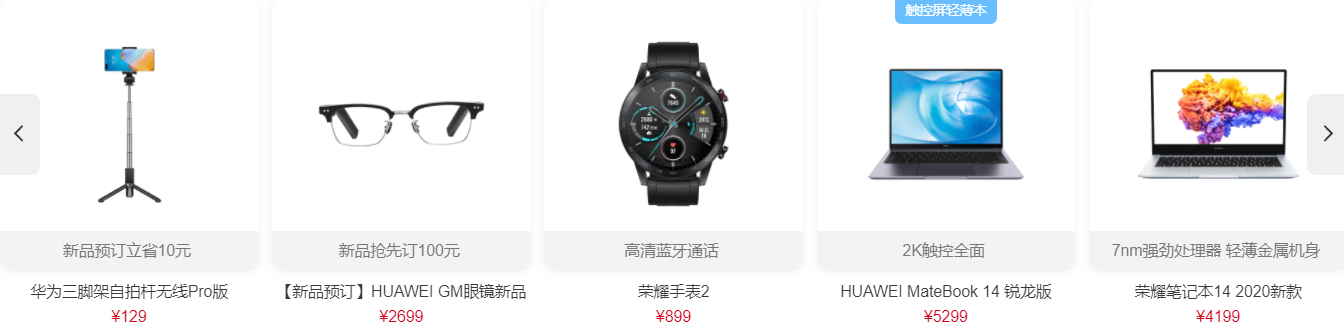 触控屏轻薄本
新品预订立省10元
新品抢先订100元
高清蓝牙通话
2K触控全面
7nm强劲处理器 轻薄金属机身
华为三脚架自拍杆无线Pro版
【新品预订】HUAWEI GM眼镜新品
荣耀手表2
HUAWEI MateBook 14 锐龙版
荣耀笔记本14 2020新款
¥129
¥2699
¥899
¥5299
¥4199